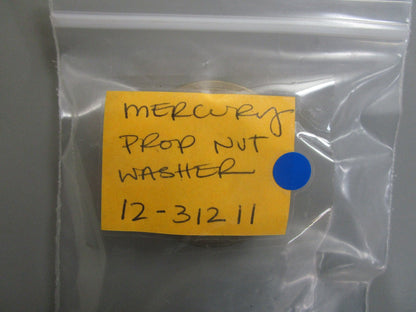 MERCURY
PROP NUT
WASHER
12-31211